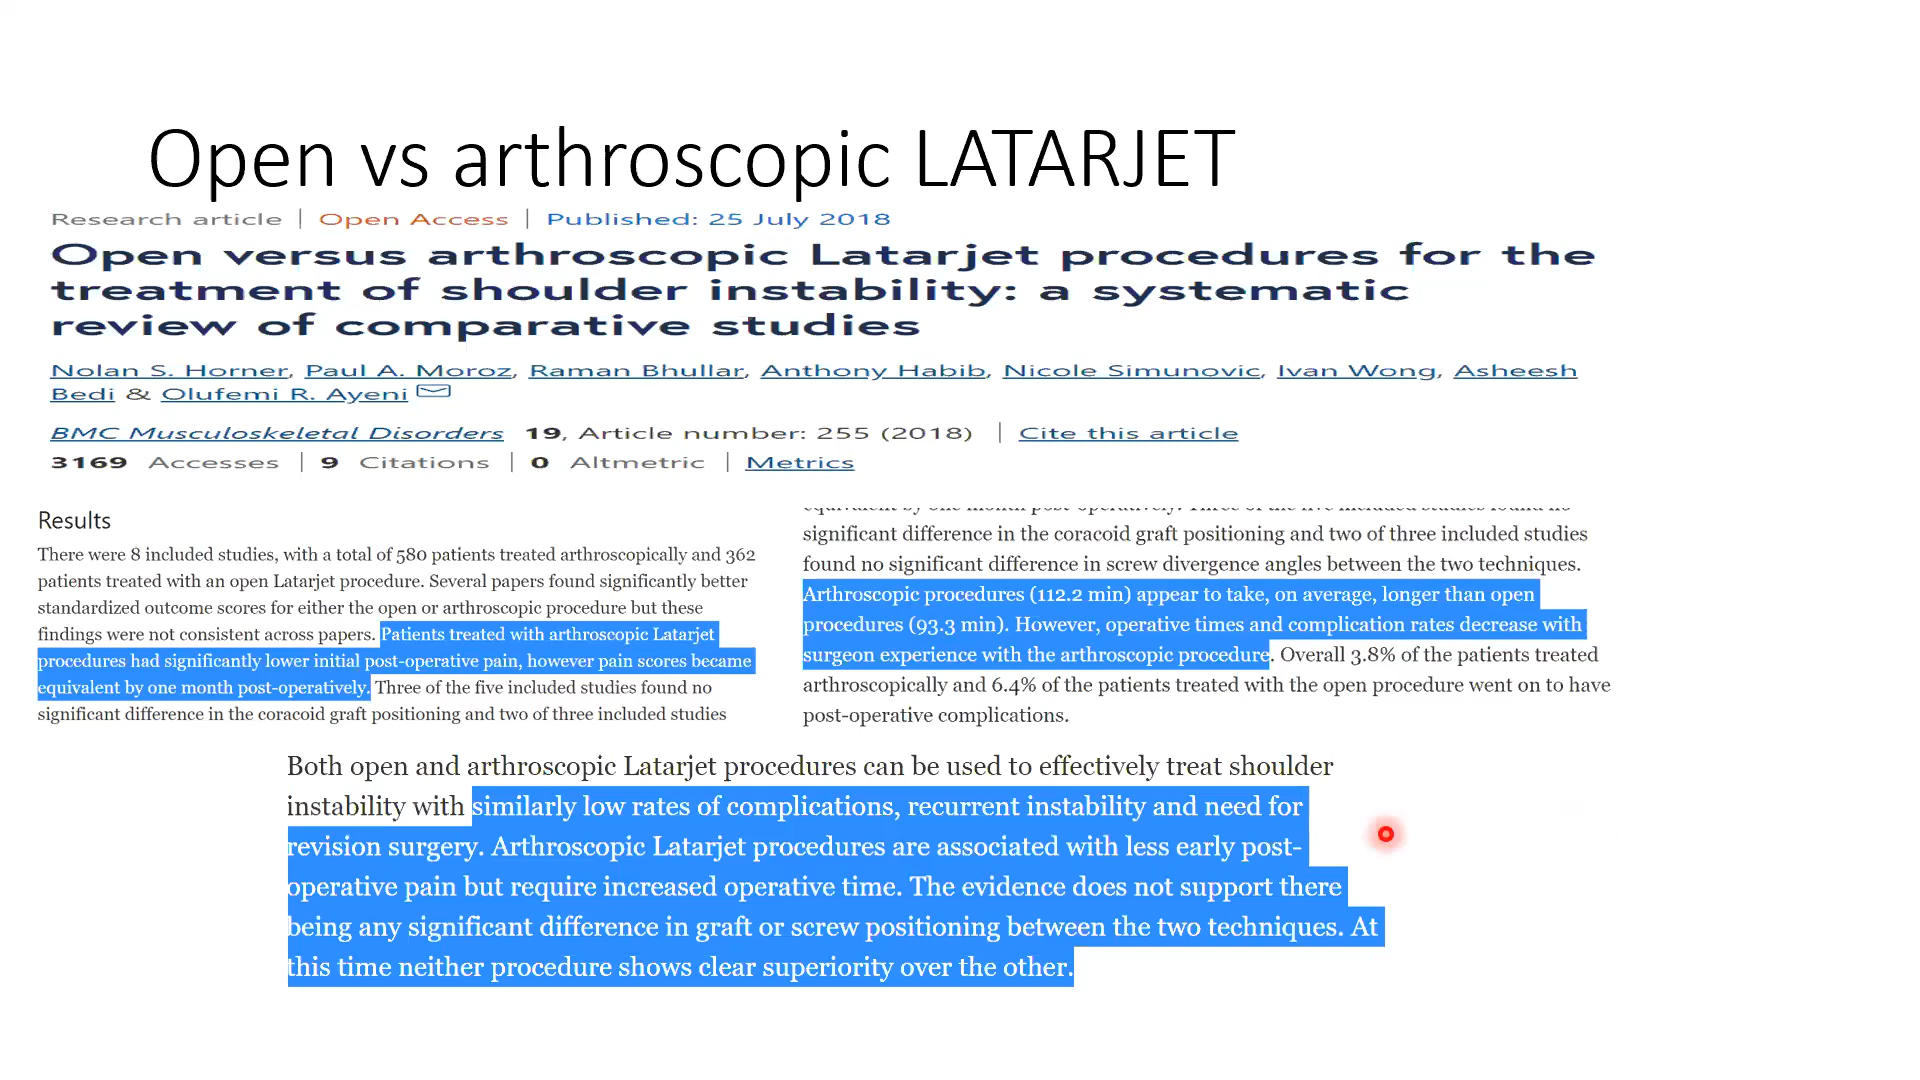 Open vs arthroscopic LATARJET
Research article | Open Access | Published: 25 July 2018
Open versus arthroscopic Latarjet procedures for the
treatment of shoulder instability: a systematic
review of comparative studies
Nolan S. Horner, Paul A. Moroz, Raman Bhullar, Anthony Habib, Nicole Simunovic, Ivan Wong, Asheesh
Bedi & Olufemi R. Ayeni
BMC Musculoskeletal Disorders 19, Article number: 255 (2018) | Cite this article
3169 Accesses | 9 Citations | 0 Altmetric | Metrics
Results
There were 8 included studies, with a total of 580 patients treated arthroscopically and 362
patients treated with an open Latarjet procedure. Several papers found significantly better
standardized outcome scores for either the open or arthroscopic procedure but these
findings were not consistent across papers. Patients treated with arthroscopic Latarjet
procedures had significantly lower initial post-operative pain, however pain scores became
equivalent by one month post-operatively. Three of the five included studies found no
significant difference in the coracoid graft positioning and two of three included studies
equivalent by one month post-operatively. Three of the five included studies found no
significant difference in the coracoid graft positioning and two of three included studies
found no significant difference in screw divergence angles between the two techniques.
Arthroscopic procedures (112.2 min) appear to take, on average, longer than open
procedures (93.3 min). However, operative times and complication rates decrease with
surgeon experience with the arthroscopic procedure. Overall 3.8% of the patients treated
arthroscopically and 6.4% of the patients treated with the open procedure went on to have
post-operative complications.
Both open and arthroscopic Latarjet procedures can be used to effectively treat shoulder
instability with similarly low rates of complications, recurrent instability and need for
revision surgery. Arthroscopic Latarjet procedures are associated with less early post-
operative pain but require increased operative time. The evidence does not support there
being any significant difference in graft or screw positioning between the two techniques. At
this time neither procedure shows clear superiority over the other.